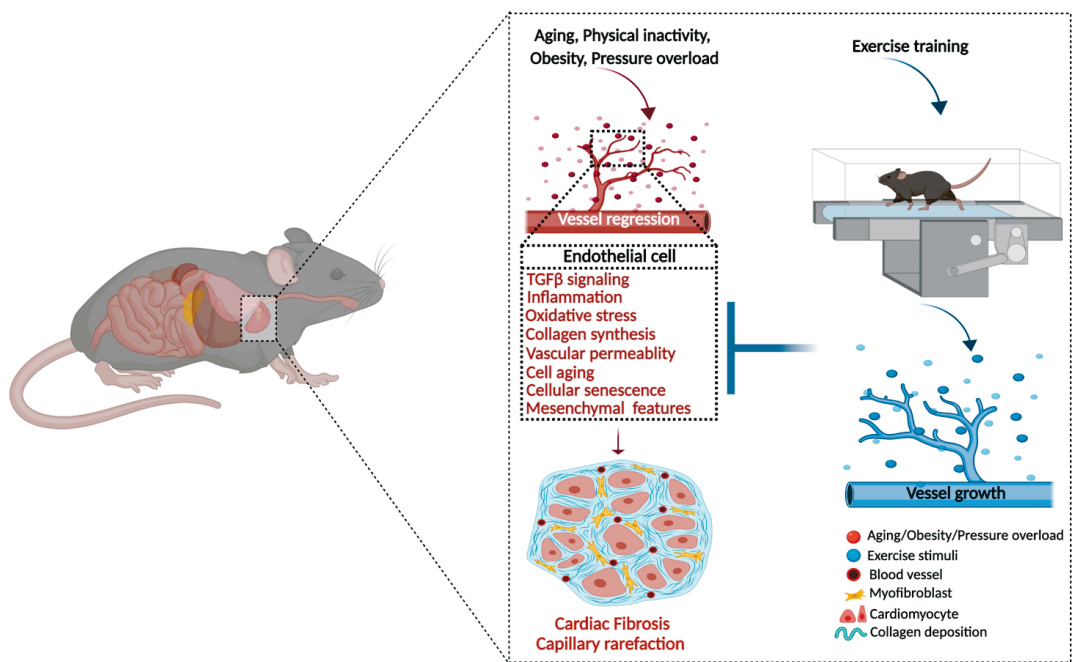 Aging, Physical inactivity,
Obesity, Pressure overload
Vessel regression
Endothelial cell
TGFβ signaling
Inflammation
Oxidative stress
Collagen synthesis
Vascular permeablity
Cell aging
Cellular senescence
Mesenchymal features
Cardiac Fibrosis
Capillary rarefaction
Exercise training
Vessel growth
Aging/Obesity/Pressure overload
Exercise stimuli
Blood vessel
Myofibroblast
Cardiomyocyte
Collagen deposition